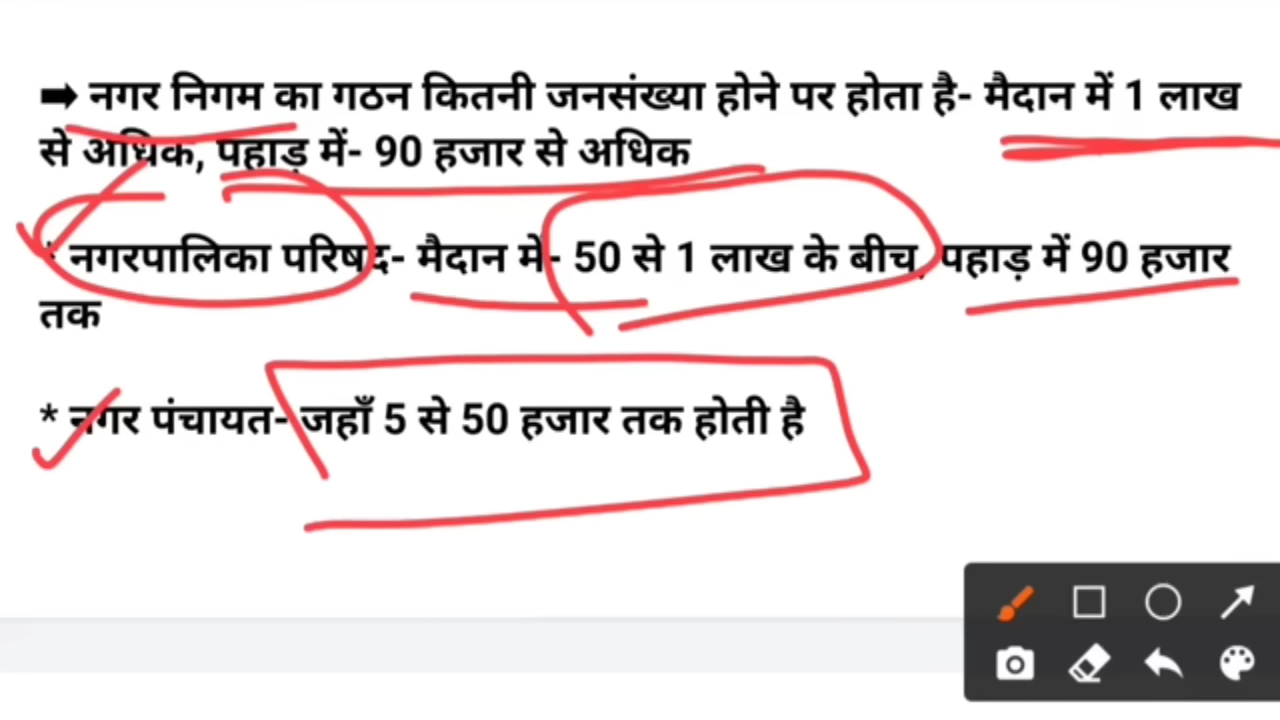 ➡ नगर निगम का गठन कितनी जनसंख्या होने पर होता है- मैदान में 1 लाख
से अधिक, पहाड़ में- 90 हजार से अधिक
* नगरपालिका परिषद- मैदान मे- 50 से 1 लाख के बीच, पहाड़ में 90 हजार
तक
* नगर पंचायत- जहाँ 5 से 50 हजार तक होती है